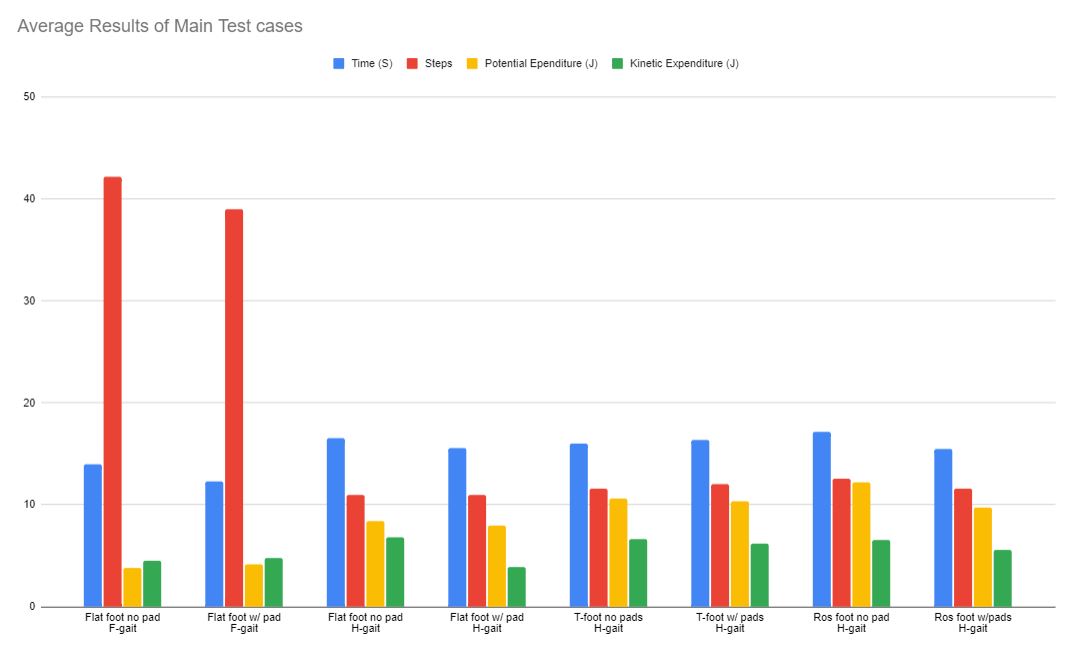 Average Results of Main Test cases
Time (S) Steps Potential Ependiture (J) Kinetic Expenditure (J)
50
40
30
20
10
0
Flat foot no pad F-gait
Flat foot w/ pad F-gait
Flat foot no pad H-gait
Flat foot w/ pad H-gait
T-foot no pads H-gait
T-foot w/ pads H-gait
Ros foot no pad H-gait
Ros foot w/pads H-gait